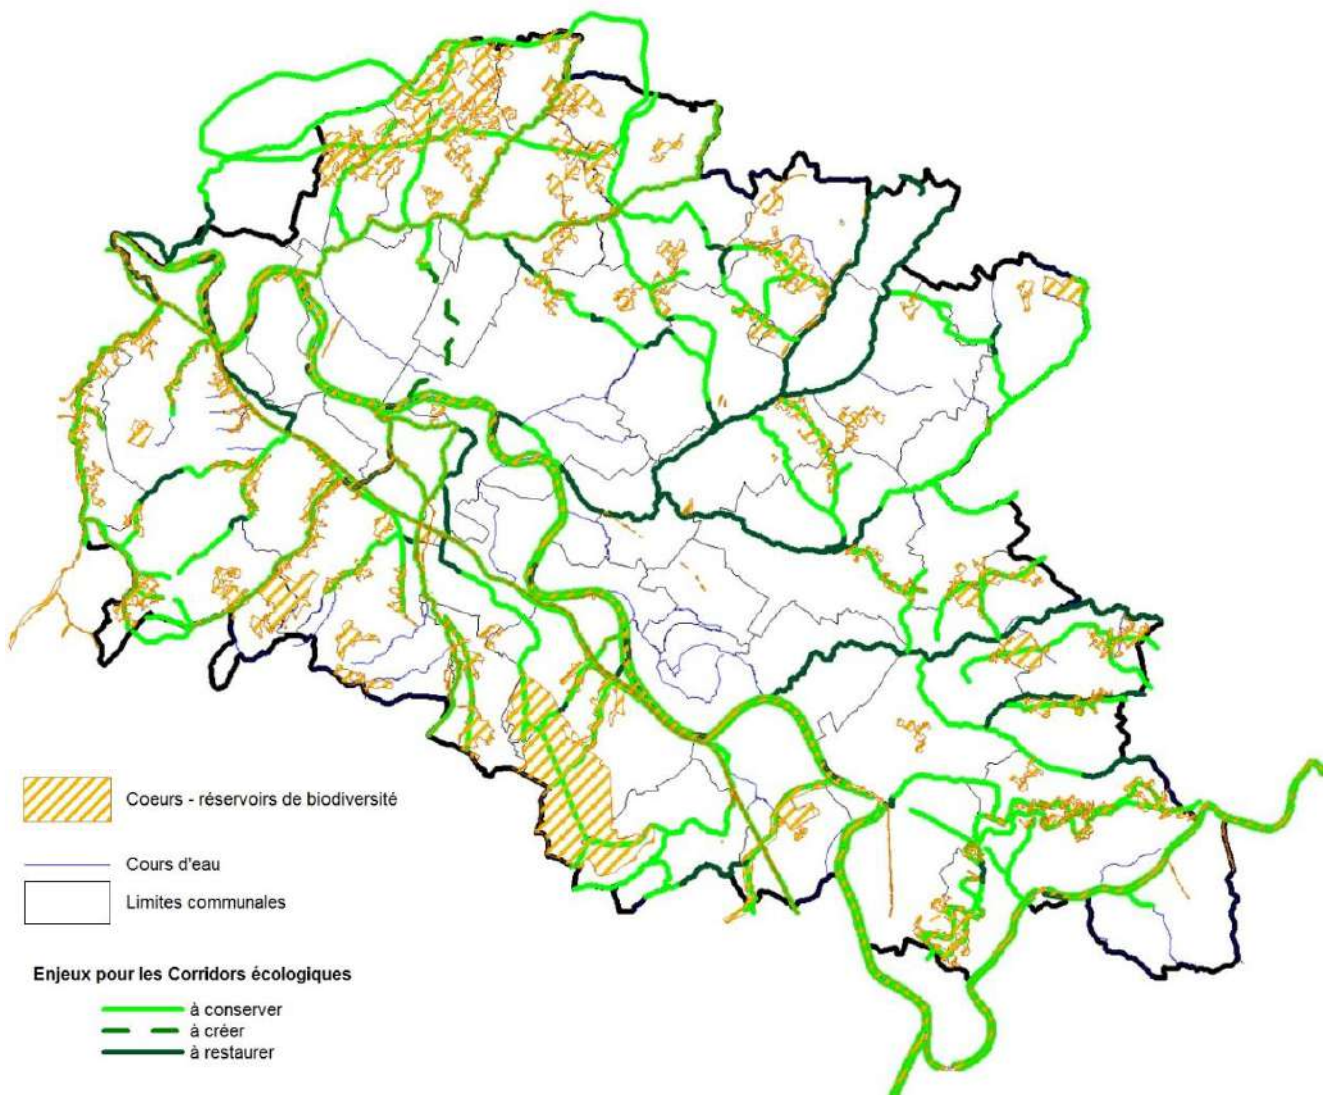 Coeurs - réservoirs de biodiversité
Cours d'eau
Limites communales
Enjeux pour les Corridors écologiques
à conserver
à créer
à restaurer